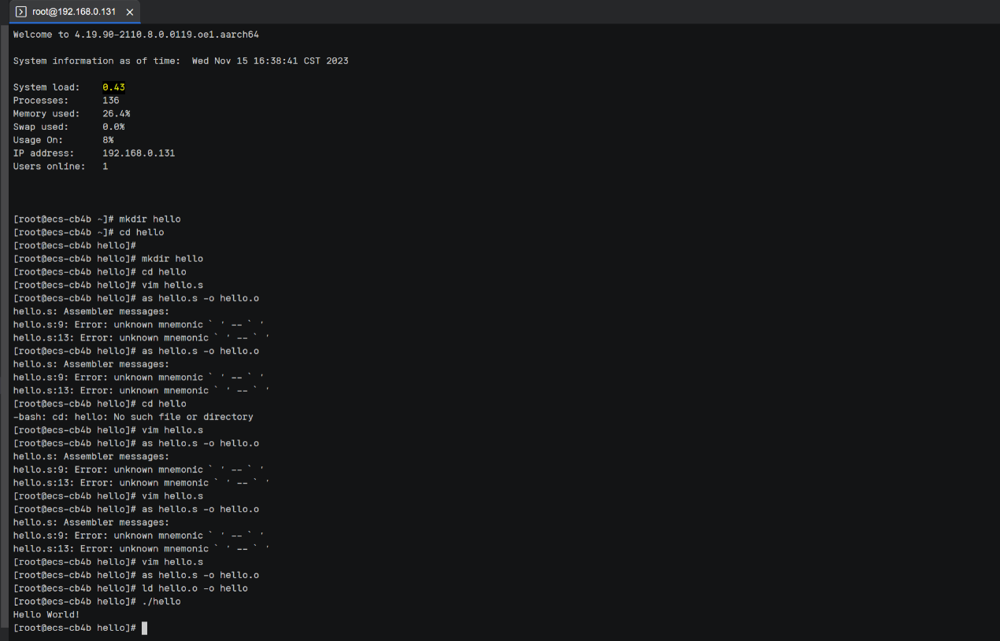 root@192.168.0.131
Welcome to 4.19.90-2110.8.0.0119.oe1.aarch64
System information as of time:  Wed Nov 15 16:38:41 CST 2023
System load:    0.43
Processes:      136
Memory used:    26.4%
Swap used:      0.0%
Usage On:       8%
IP address:     192.168.0.131
Users online:   1
[root@ecs-cb4b ~]# mkdir hello
[root@ecs-cb4b ~]# cd hello
[root@ecs-cb4b hello]#
[root@ecs-cb4b hello]# mkdir hello
[root@ecs-cb4b hello]# cd hello
[root@ecs-cb4b hello]# vim hello.s
[root@ecs-cb4b hello]# as hello.s -o hello.o
hello.s: Assembler messages:
hello.s:9: Error: unknown mnemonic ` ' -- ` '
hello.s:13: Error: unknown mnemonic ` ' -- ` '
[root@ecs-cb4b hello]# as hello.s -o hello.o
hello.s: Assembler messages:
hello.s:9: Error: unknown mnemonic ` ' -- ` '
hello.s:13: Error: unknown mnemonic ` ' -- ` '
[root@ecs-cb4b hello]# cd hello
-bash: cd: hello: No such file or directory
[root@ecs-cb4b hello]# vim hello.s
[root@ecs-cb4b hello]# as hello.s -o hello.o
hello.s: Assembler messages:
hello.s:9: Error: unknown mnemonic ` ' -- ` '
hello.s:13: Error: unknown mnemonic ` ' -- ` '
[root@ecs-cb4b hello]# vim hello.s
[root@ecs-cb4b hello]# as hello.s -o hello.o
hello.s: Assembler messages:
hello.s:9: Error: unknown mnemonic ` ' -- ` '
hello.s:13: Error: unknown mnemonic ` ' -- ` '
[root@ecs-cb4b hello]# vim hello.s
[root@ecs-cb4b hello]# as hello.s -o hello.o
[root@ecs-cb4b hello]# ld hello.o -o hello
[root@ecs-cb4b hello]# ./hello
Hello World!
[root@ecs-cb4b hello]#